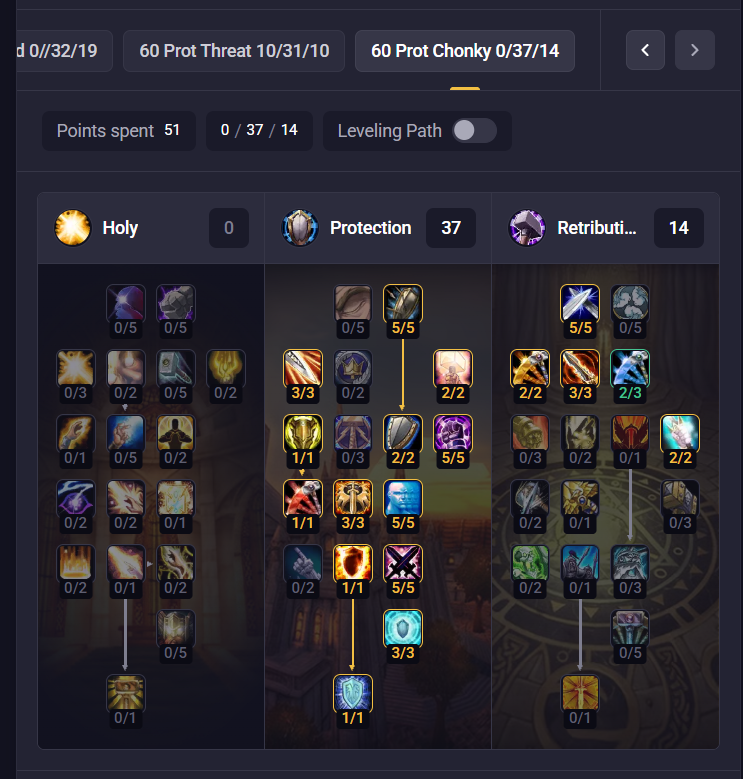 d 0//32/19 60 Prot Threat 10/31/10 60 Prot Chonky 0/37/14
Points spent 51 0 / 37 / 14 Leveling Path
Holy 0 Protection 37 Retributi... 14
0/5 0/5 0/5 5/5 5/5 0/5
0/3 0/2 0/5 0/2 3/3 0/2 2/2 2/2 3/3 2/3
0/1 0/5 0/2 1/1 0/3 2/2 5/5 0/3 0/2 0/1 2/2
0/2 0/2 0/1 1/1 3/3 5/5 0/2 0/1 0/3
0/2 0/1 0/2 0/2 1/1 5/5 0/2 0/1 0/3
0/5 3/3 0/5
0/1 1/1 0/1